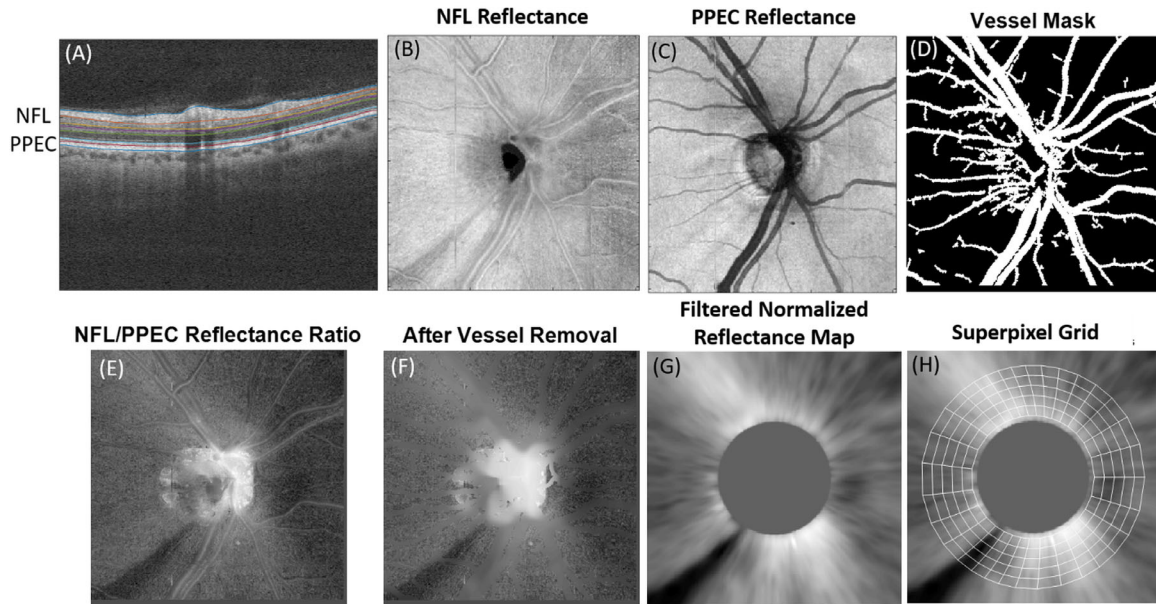 NFL Reflectance
PPEC Reflectance
Vessel Mask
(A)
(B)
(C)
(D)
NFL
PPEC
NFL/PPEC Reflectance Ratio
After Vessel Removal
Filtered Normalized
Reflectance Map
Superpixel Grid
;
(E)
(F)
(G)
(H)